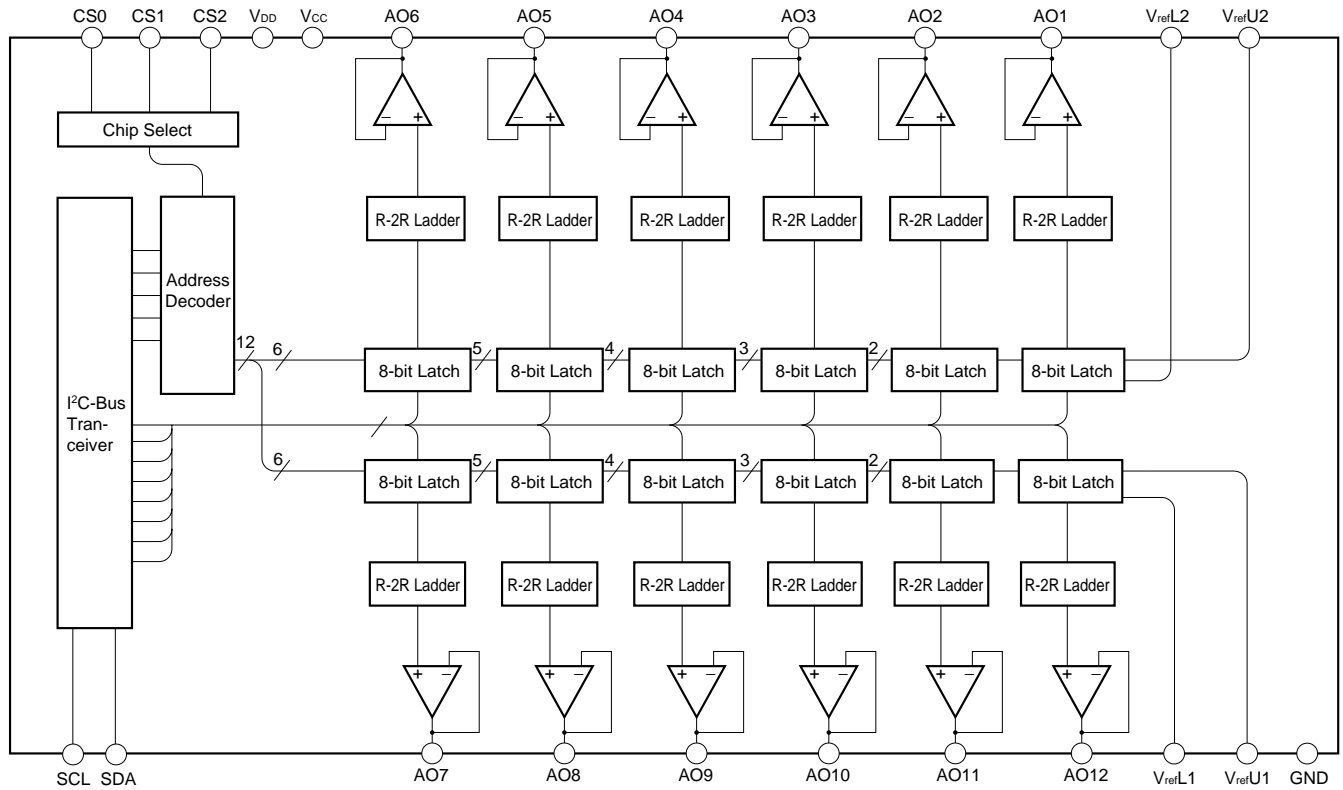 CS0 CS1 CS2 VDD VCC AO6 AO5 AO4 AO3 AO2 AO1 VrefL2 VrefU2
− + − + − + − + − + − +
Chip Select
R-2R Ladder R-2R Ladder R-2R Ladder R-2R Ladder R-2R Ladder R-2R Ladder
Address
Decoder
12 6 5 4 3 2
8-bit Latch 8-bit Latch 8-bit Latch 8-bit Latch 8-bit Latch 8-bit Latch
I²C-Bus
Tran-
ceiver
6 5 4 3 2
8-bit Latch 8-bit Latch 8-bit Latch 8-bit Latch 8-bit Latch 8-bit Latch
R-2R Ladder R-2R Ladder R-2R Ladder R-2R Ladder R-2R Ladder R-2R Ladder
+ − + − + − + − + − + −
SCL SDA AO7 AO8 AO9 AO10 AO11 AO12 VrefL1 VrefU1 GND